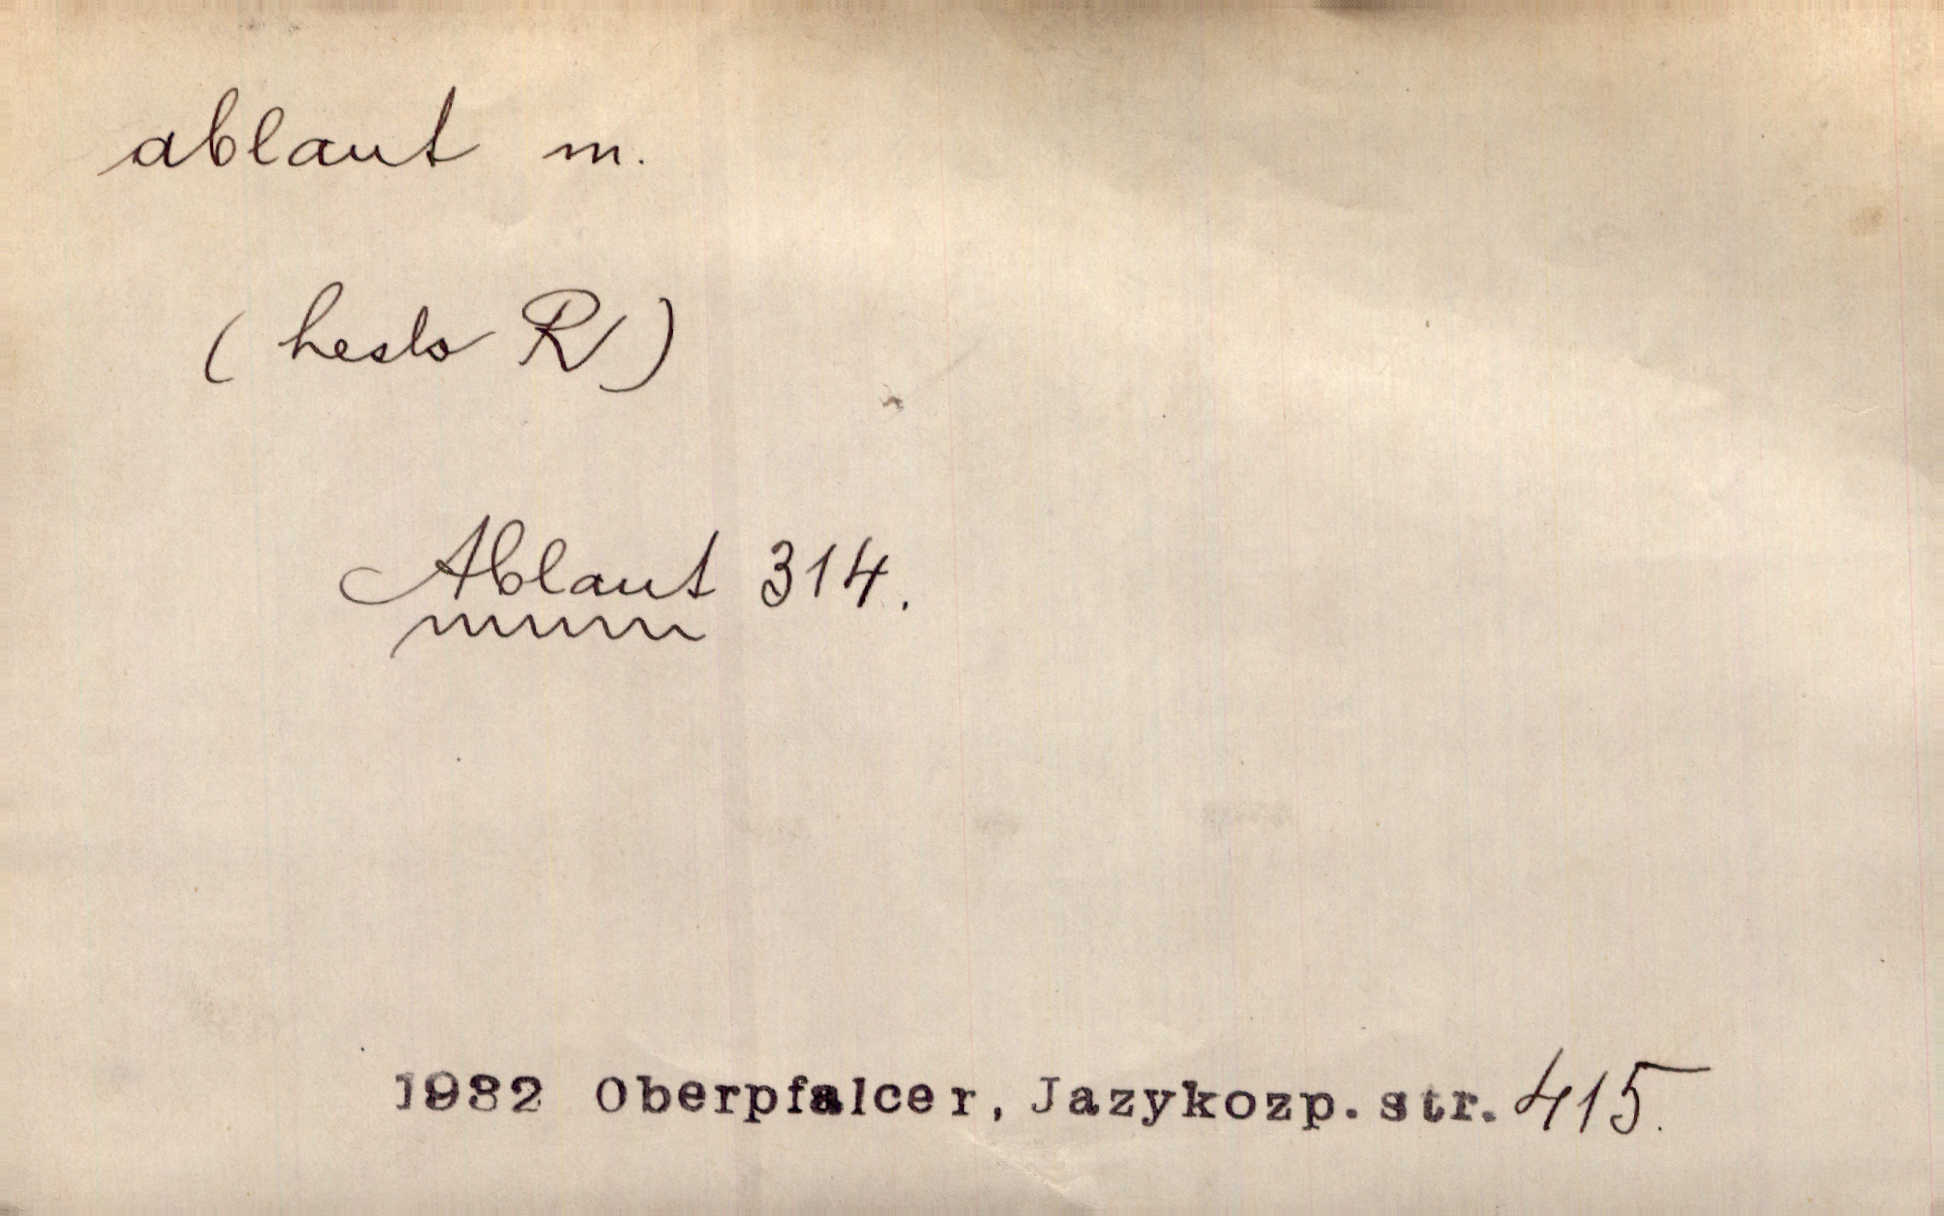 ablaut m.
( heslo R )
Ablaut 314.
1932 Oberpfalcer, Jazykozp. str. 415.